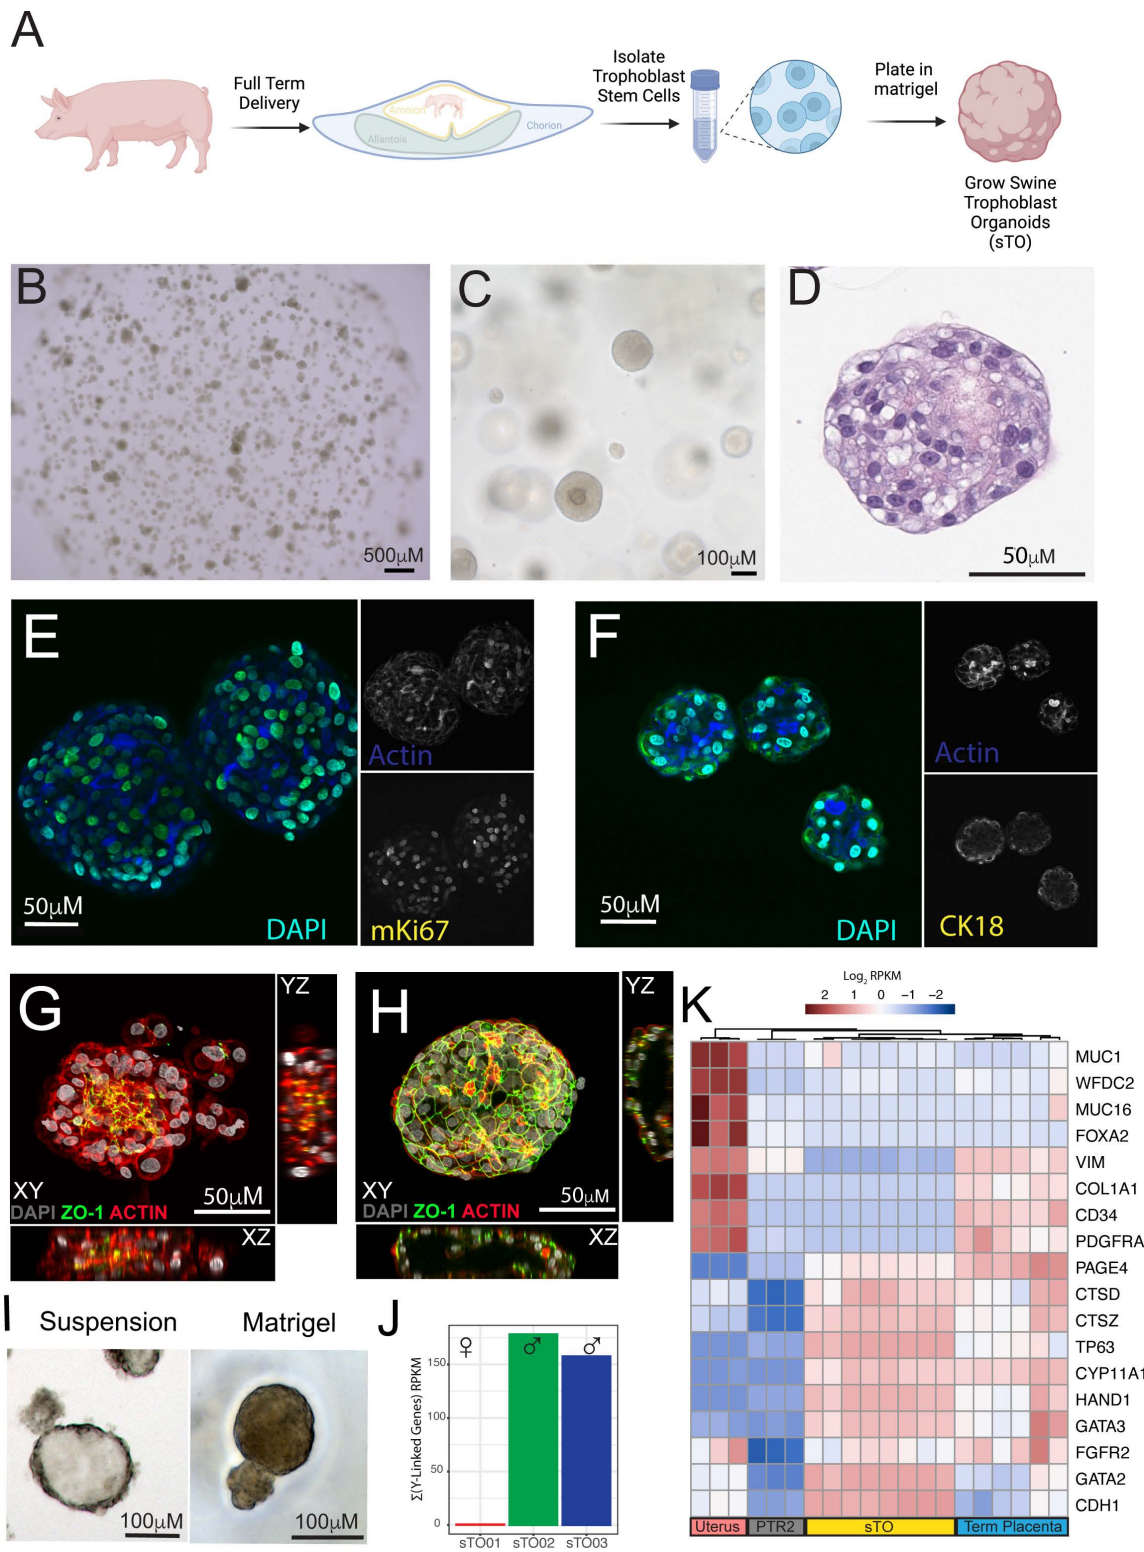 A
Full Term
Delivery
Amnion
Allantois
Chorion
Isolate
Trophoblast
Stem Cells
Plate in
matrigel
Grow Swine
Trophoblast
Organoids
(sTO)
B
500µM
C
100µM
D
50µM
E
50µM
DAPI
Actin
mKi67
F
50µM
DAPI
Actin
CK18
G
XY
50µM
DAPI ZO-1 ACTIN
YZ
XZ
H
XY
50µM
DAPI ZO-1 ACTIN
YZ
XZ
I
Suspension
Matrigel
100µM
100µM
J
Σ(Y-Linked Genes) RPKM
150
100
50
0
♀
♂
♂
sTO01
sTO02
sTO03
K
Log2 RPKM
2 1 0 −1 −2
MUC1
WFDC2
MUC16
FOXA2
VIM
COL1A1
CD34
PDGFRA
PAGE4
CTSD
CTSZ
TP63
CYP11A1
HAND1
GATA3
FGFR2
GATA2
CDH1
Uterus
PTR2
sTO
Term Placenta